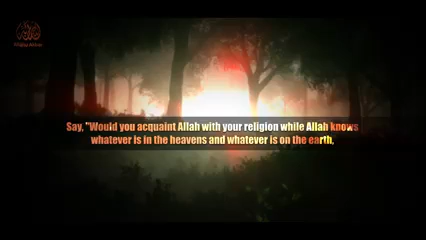 Say, "Would you acquaint Allah with your religion while Allah knows
whatever is in the heavens and whatever is on the earth,